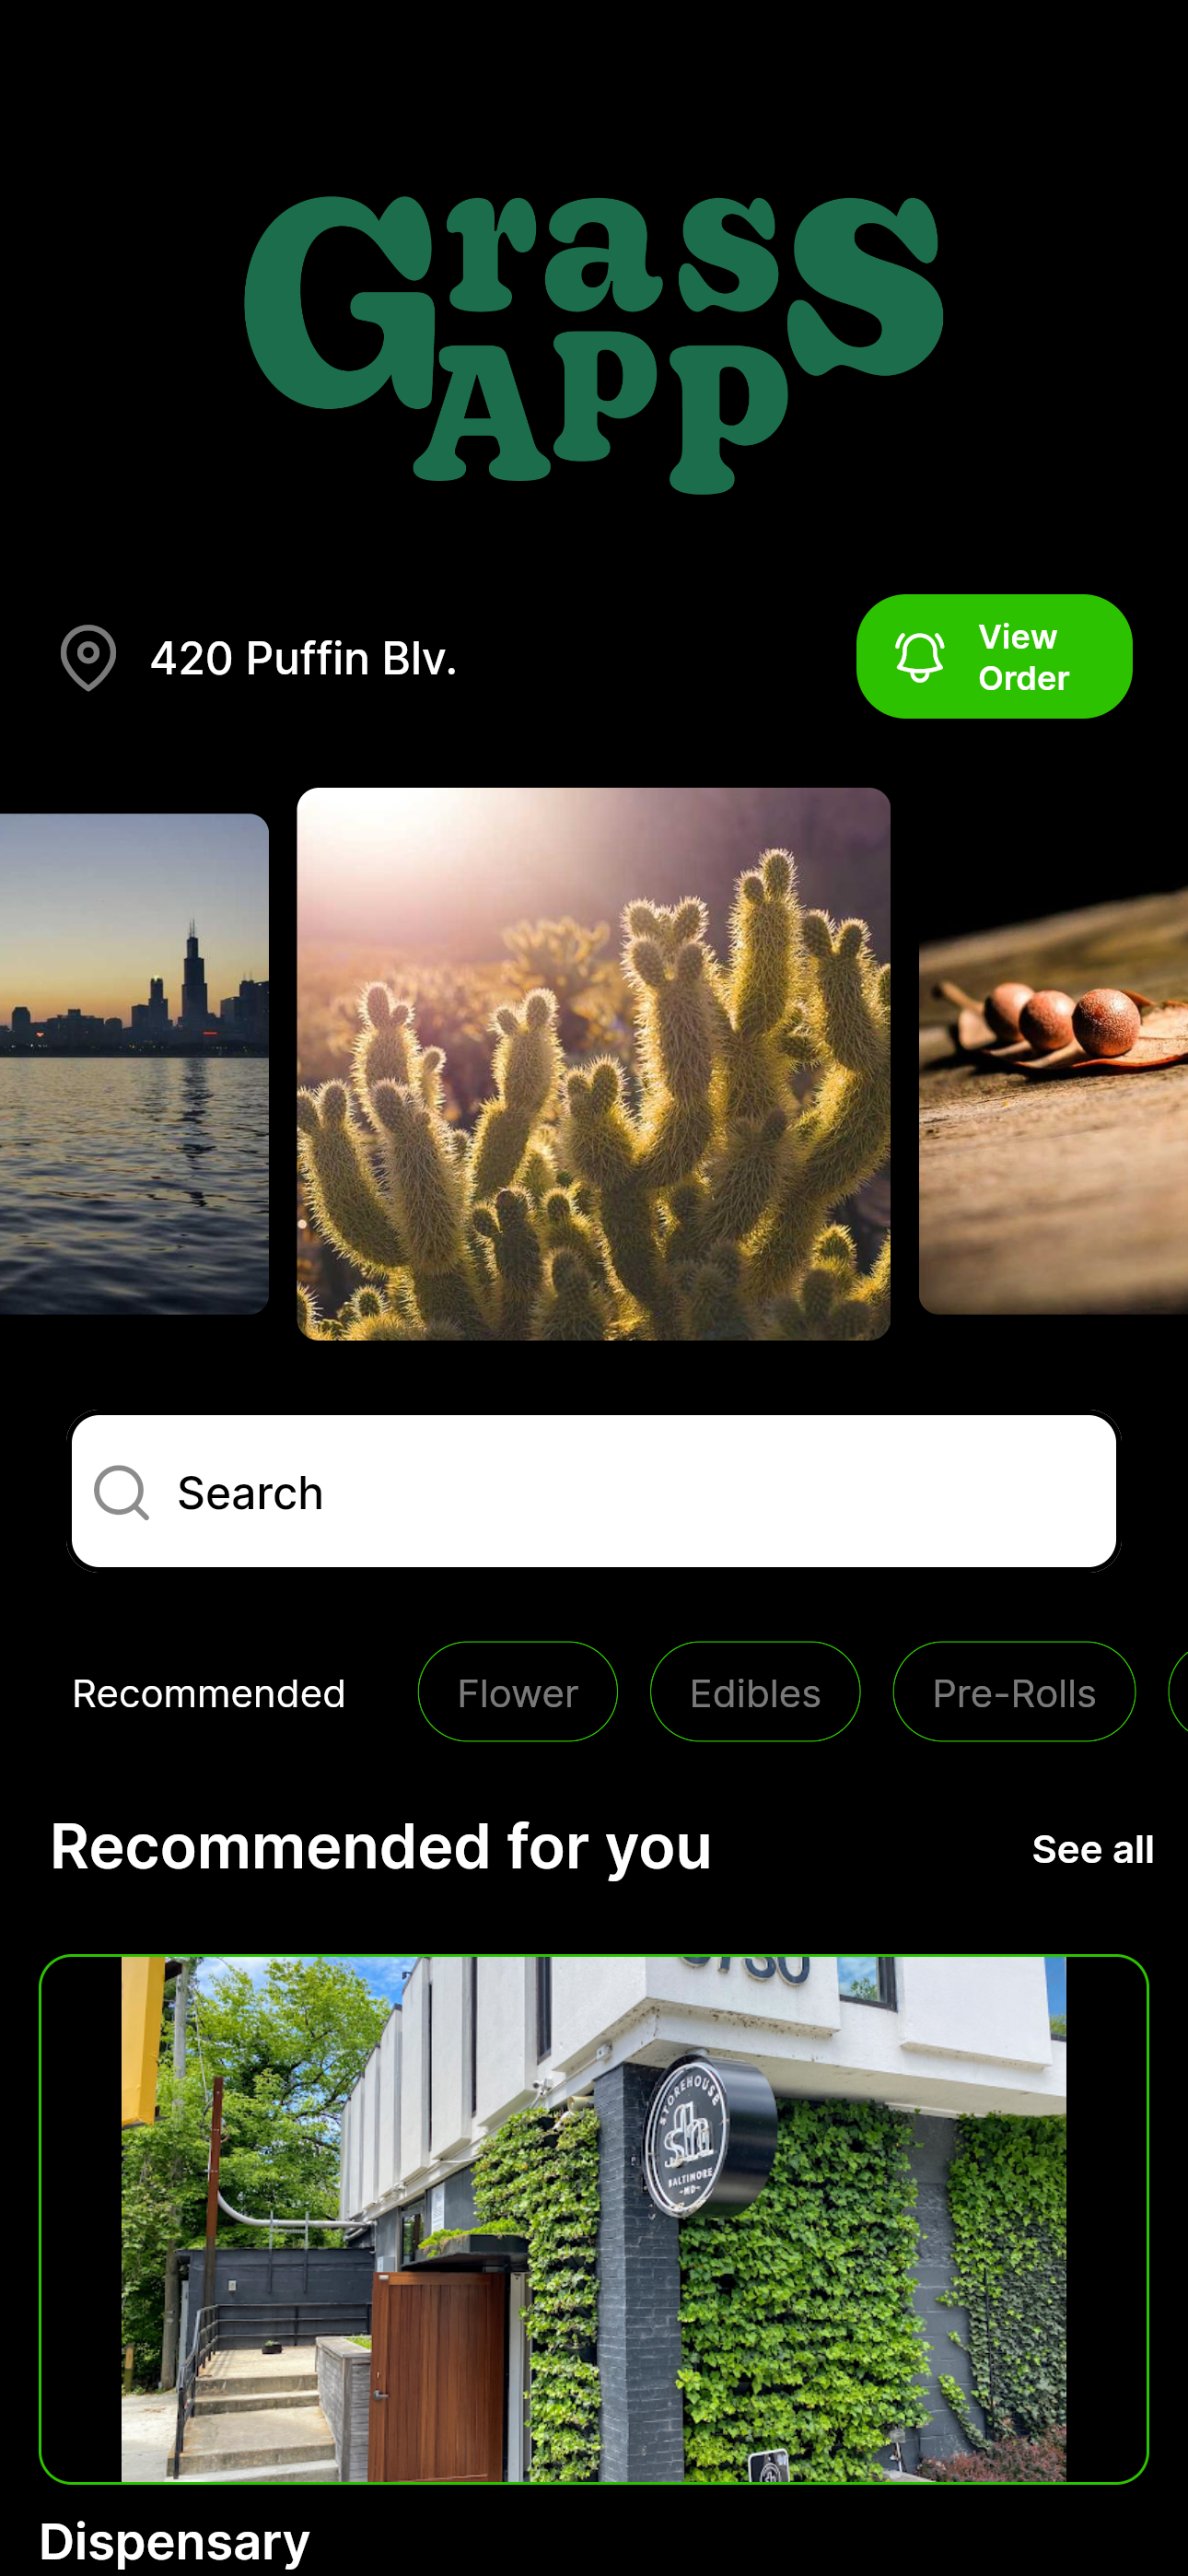 Grass
App
420 Puffin Blv.
View
Order
Search
Recommended
Flower
Edibles
Pre-Rolls
Recommended for you
See all
STOREHOUSE
sh
BALTIMORE
-MD-
Dispensary